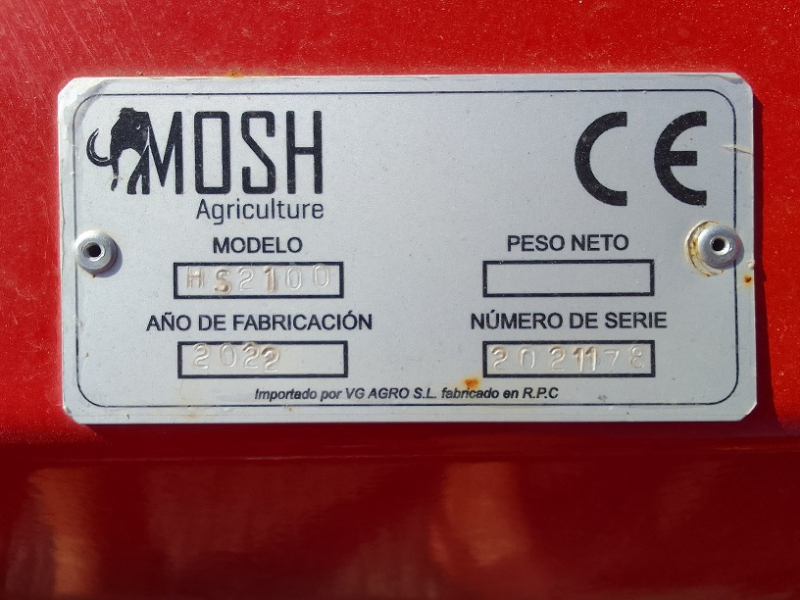 MOSH
Agriculture
CE
MODELO
HS2100
PESO NETO
AÑO DE FABRICACIÓN
2022
NÚMERO DE SERIE
2021178
Importado por VG AGRO S.L. fabricado en R.P.C